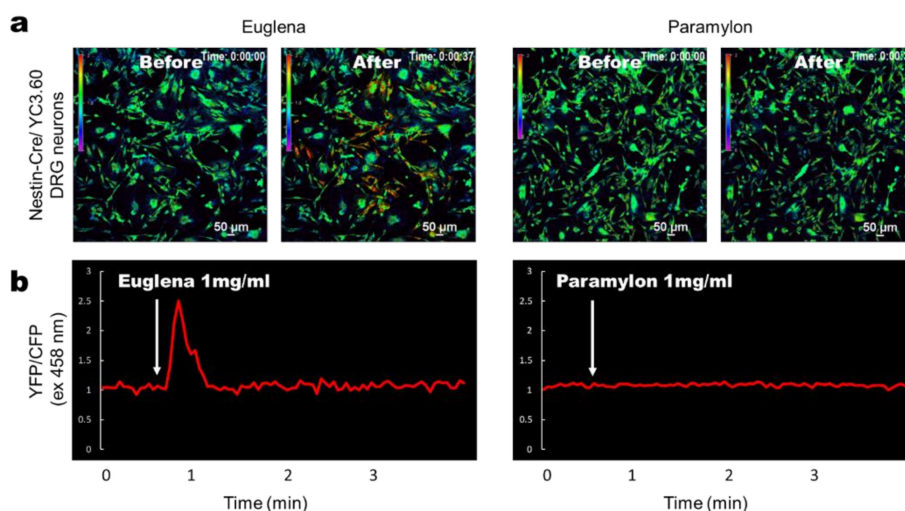 a
Euglena
Paramylon
Before
Time: 0:00:00
After
Time: 0:00:37
Before
Time: 0:00:00
After
Time: 0:00:
Nestin-Cre/ YC3.60
DRG neurons
50 µm
50 µm
50 µm
50 µm
b
Euglena 1mg/ml
Paramylon 1mg/ml
YFP/CFP
(ex 458 nm)
3
2.5
2
1.5
1
0.5
0
3
2.5
2
1.5
1
0.5
0
0 1 2 3
0 1 2 3
Time (min)
Time (min)